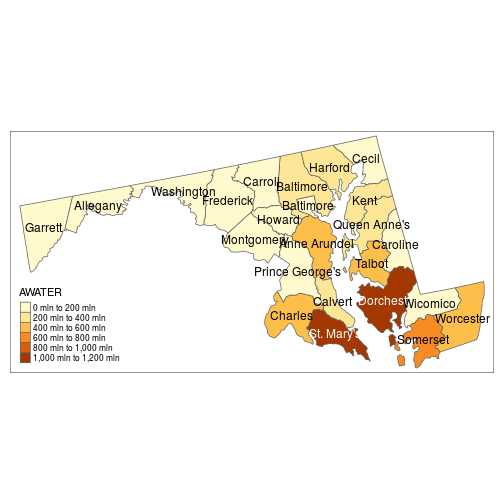 Cecil
Harford
Carroll
Baltimore
Washington
Allegany
Frederick
Kent
Baltimore
Garrett
Howard
Queen Anne's
Montgomery
Anne Arundel
Caroline
Talbot
Prince George's
Calvert
Dorchest
Wicomico
Charles
Worcester
St. Mary's
Somerset
AWATER
0 mln to 200 mln
200 mln to 400 mln
400 mln to 600 mln
600 mln to 800 mln
800 mln to 1,000 mln
1,000 mln to 1,200 mln